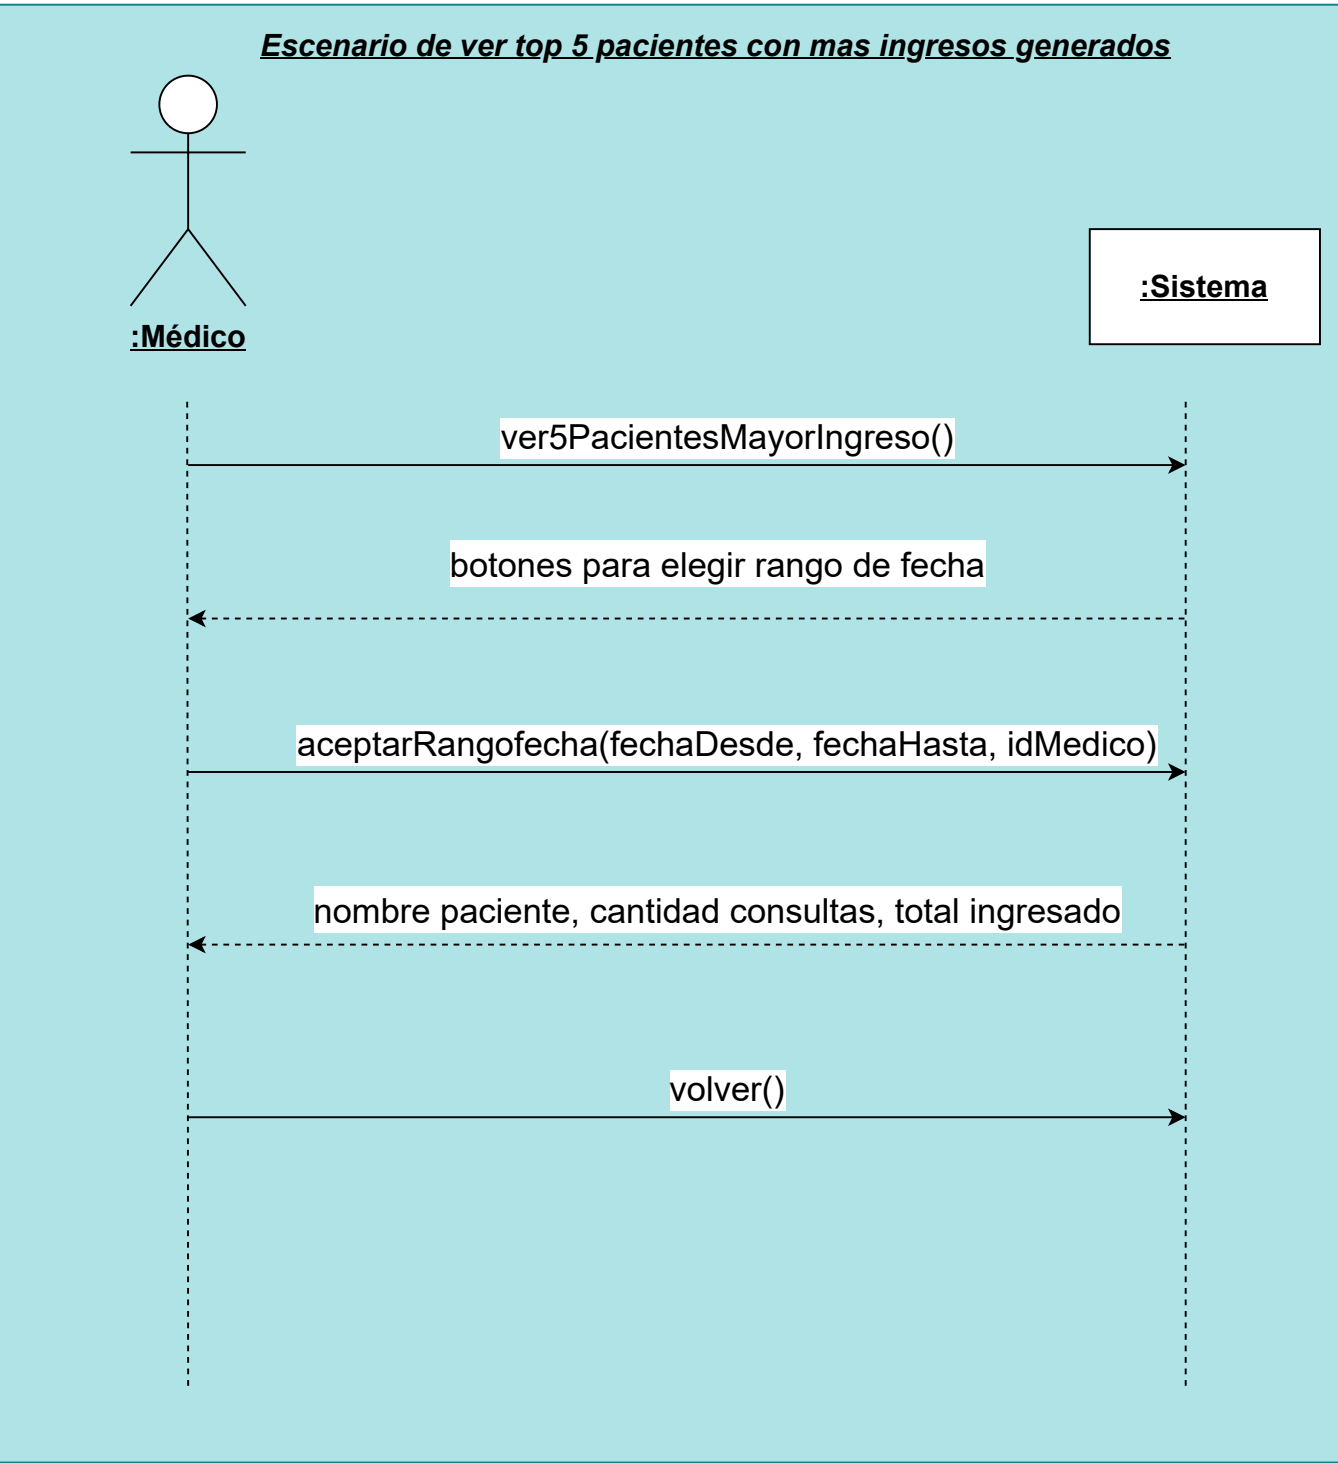 Escenario de ver top 5 pacientes con mas ingresos generados
:Sistema
:Médico
ver5PacientesMayorIngreso()
botones para elegir rango de fecha
aceptarRangofecha(fechaDesde, fechaHasta, idMedico)
nombre paciente, cantidad consultas, total ingresado
volver()